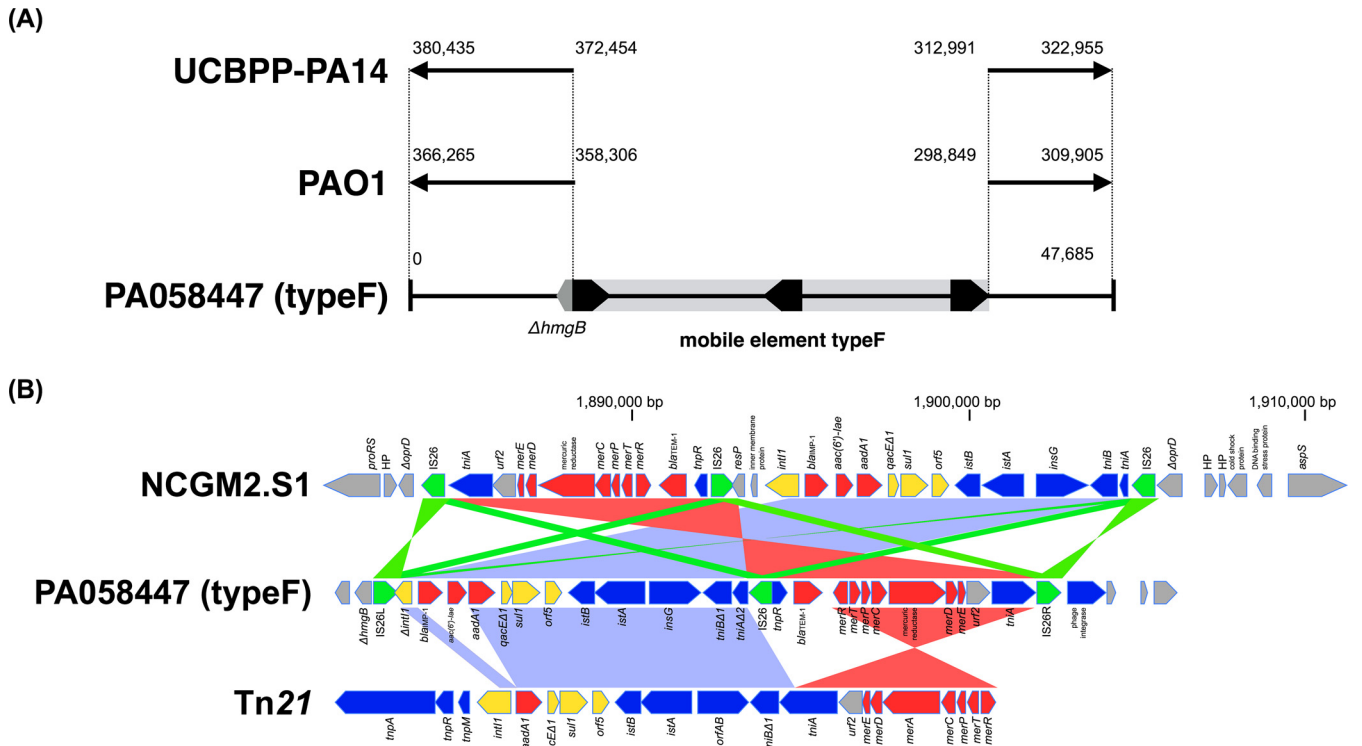 (A)
380,435 372,454 312,991 322,955
UCBPP-PA14
366,265 358,306 298,849 309,905
PAO1
0 47,685
PA058447 (typeF)
ΔhmgB
mobile element typeF
(B)
1,890,000 bp 1,900,000 bp 1,910,000 bp
proRS HP ΔoprD IS26 tniA urf2 merE merD mercuric reductase merC merP merT merR blaTEM-1 tnpR IS26 resP inner membrane protein intI1 blaIMP-1 aac(6')-Iae aadA1 qacEΔ1 sul1 orf5 istB istA insG tniB tniA IS26 ΔoprD HP HP cold shock protein DNA binding stress protein aspS
NCGM2.S1
PA058447 (typeF)
ΔhmgB IS26L ΔintI1 blaIMP-1 aac(6')-Iae aadA1 qacEΔ1 sul1 orf5 istB istA insG tniBΔ1 tniAΔ2 IS26 tnpR blaTEM-1 merR merT merP merC mercuric reductase merD merE urf2 tniA IS26R phage integrase
Tn21
tnpA tnpR tnpM intI1 aadA1 cEΔ1 sul1 orf5 istB istA orfAB niBΔ1 tniA urf2 merE merD merA merC merP merT merR